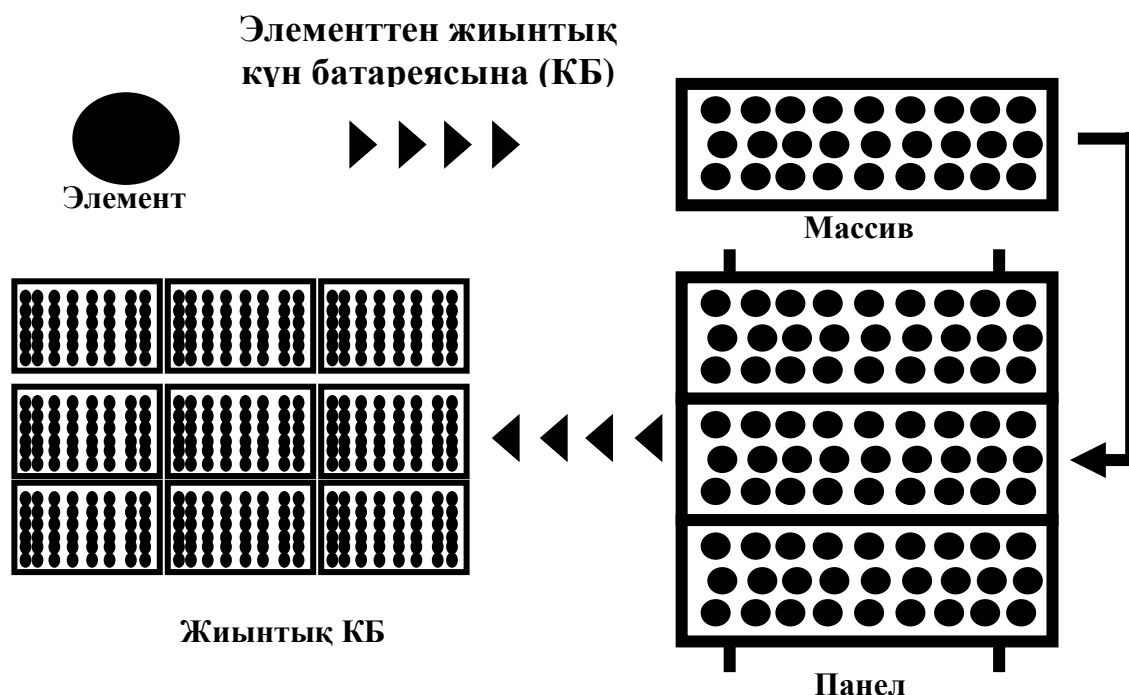 Элементтен жиынтық
күн батареясына (КБ)
Элемент
Массив
Жиынтық КБ
Панел